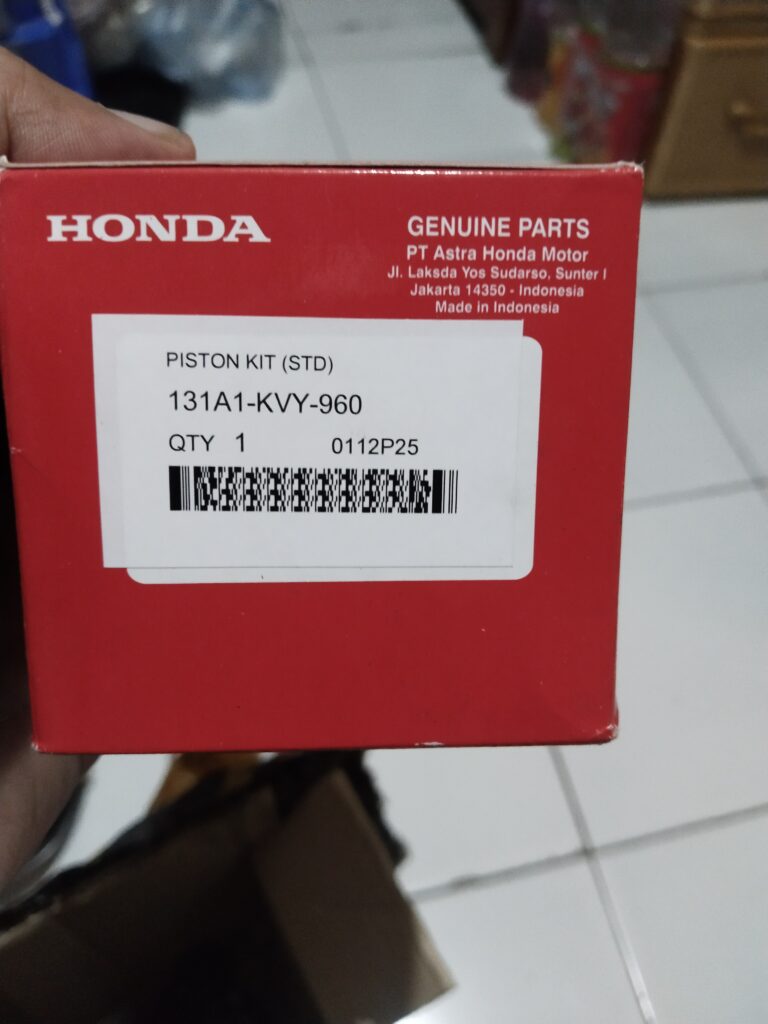 HONDA
GENUINE PARTS
PT Astra Honda Motor
Jl. Laksda Yos Sudarso, Sunter I
Jakarta 14350 - Indonesia
Made in Indonesia
PISTON KIT (STD)
131A1-KVY-960
QTY 1 0112P25